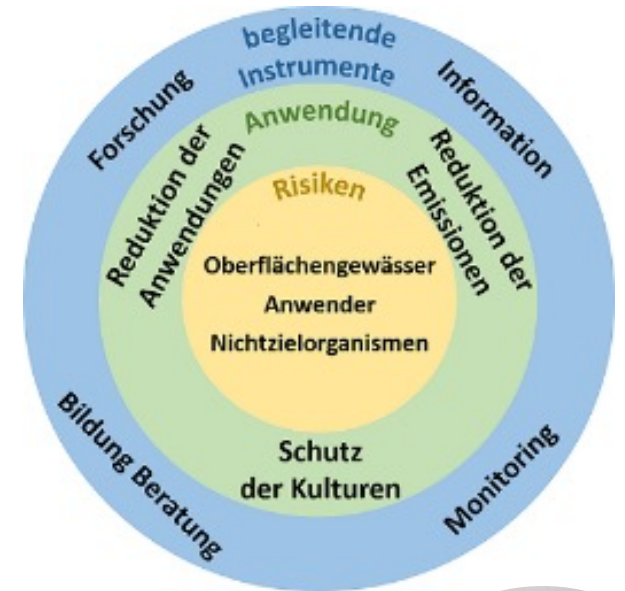 begleitende
Instrumente
Forschung
Information
Anwendung
Reduktion der
Anwendungen
Reduktion der
Emissionen
Risiken
Oberflächengewässer
Anwender
Nichtzielorganismen
Schutz
der Kulturen
Bildung Beratung
Monitoring